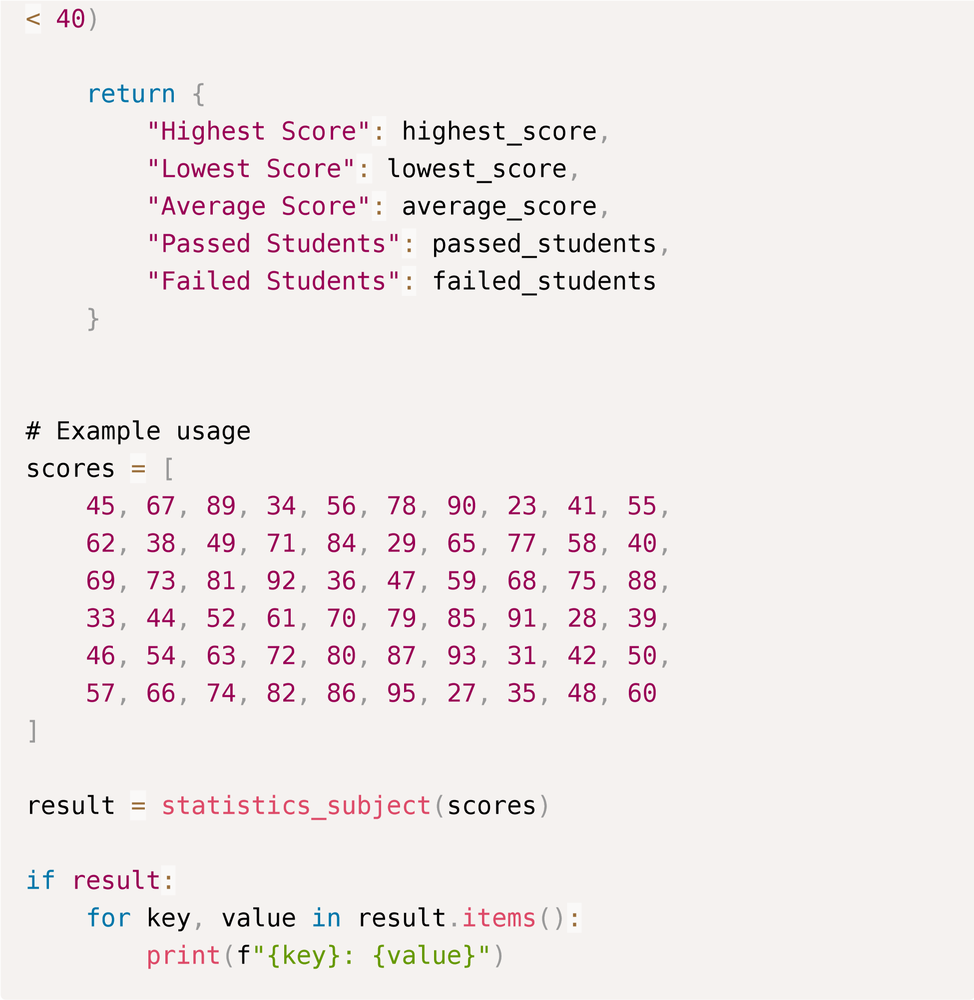 < 40)
return {
"Highest Score": highest_score,
"Lowest Score": lowest_score,
"Average Score": average_score,
"Passed Students": passed_students,
"Failed Students": failed_students
}
# Example usage
scores = [
45, 67, 89, 34, 56, 78, 90, 23, 41, 55,
62, 38, 49, 71, 84, 29, 65, 77, 58, 40,
69, 73, 81, 92, 36, 47, 59, 68, 75, 88,
33, 44, 52, 61, 70, 79, 85, 91, 28, 39,
46, 54, 63, 72, 80, 87, 93, 31, 42, 50,
57, 66, 74, 82, 86, 95, 27, 35, 48, 60
]
result = statistics_subject(scores)
if result:
for key, value in result.items():
print(f"{key}: {value}")